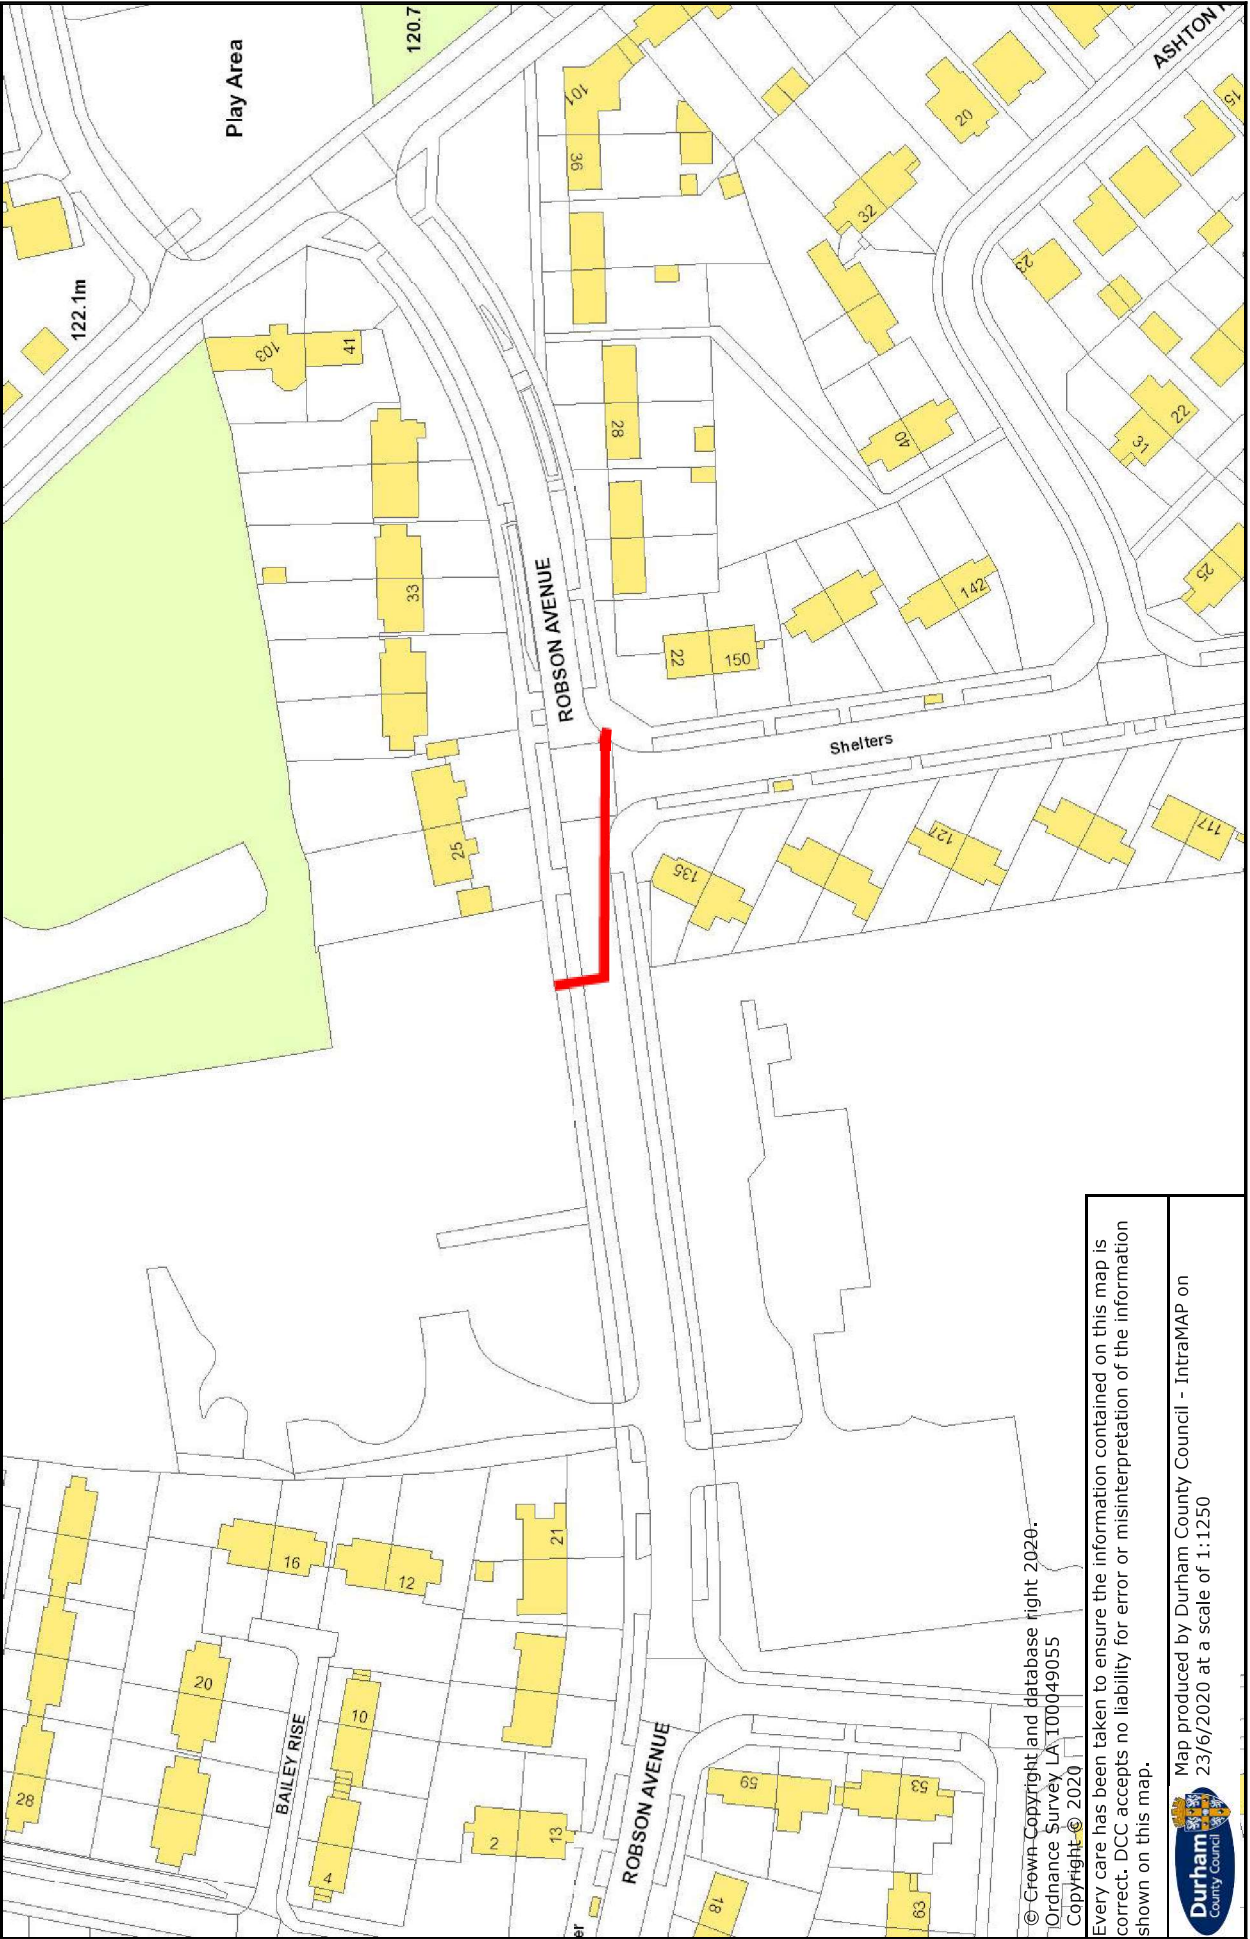 Play Area
120.7
122.1m
ASHTON
101
36
20
15
32
23
103
41
28
40
31
22
33
25
ROBSON AVENUE
22
150
142
Shelters
25
135
127
117
21
16
12
20
10
BAILEY RISE
28
4
2
13
ROBSON AVENUE
59
53
18
63
er
© Crown Copyright and database right 2020.
Ordnance Survey LA 100049055
Copyright © 2020
Every care has been taken to ensure the information contained on this map is
correct. DCC accepts no liability for error or misinterpretation of the information
shown on this map.
Durham
County Council
Map produced by Durham County Council - IntraMAP on
23/6/2020 at a scale of 1:1250